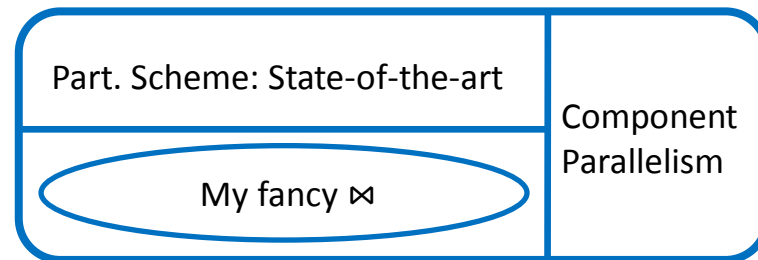 Part. Scheme: State-of-the-art
My fancy ⋈
Component
Parallelism